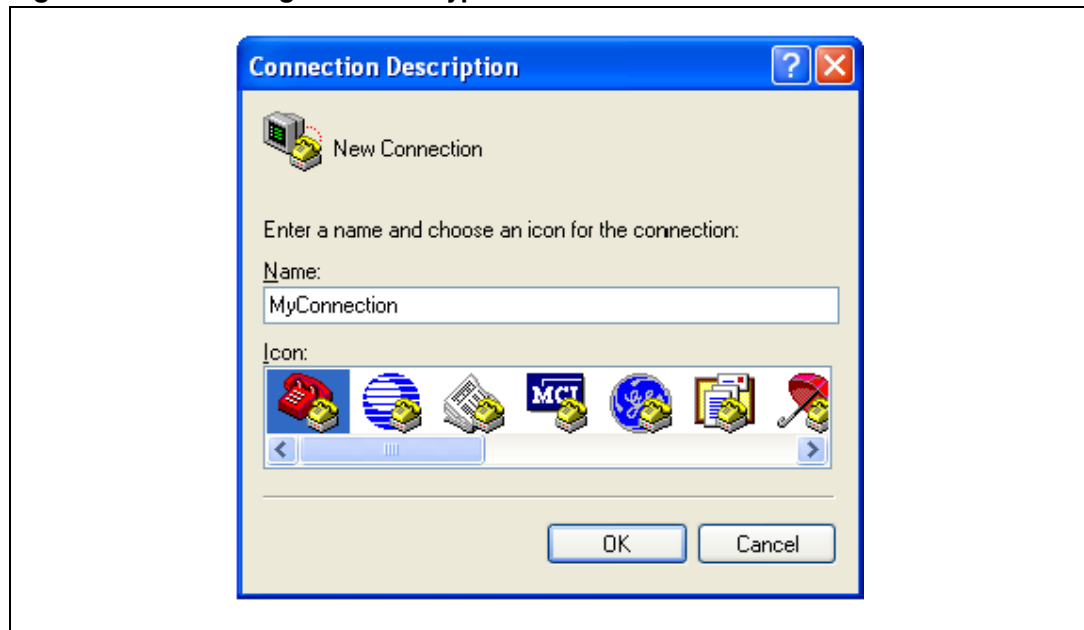 Connection Description
New Connection
Enter a name and choose an icon for the connection:
Name:
MyConnection
Icon:
MCI
OK
Cancel